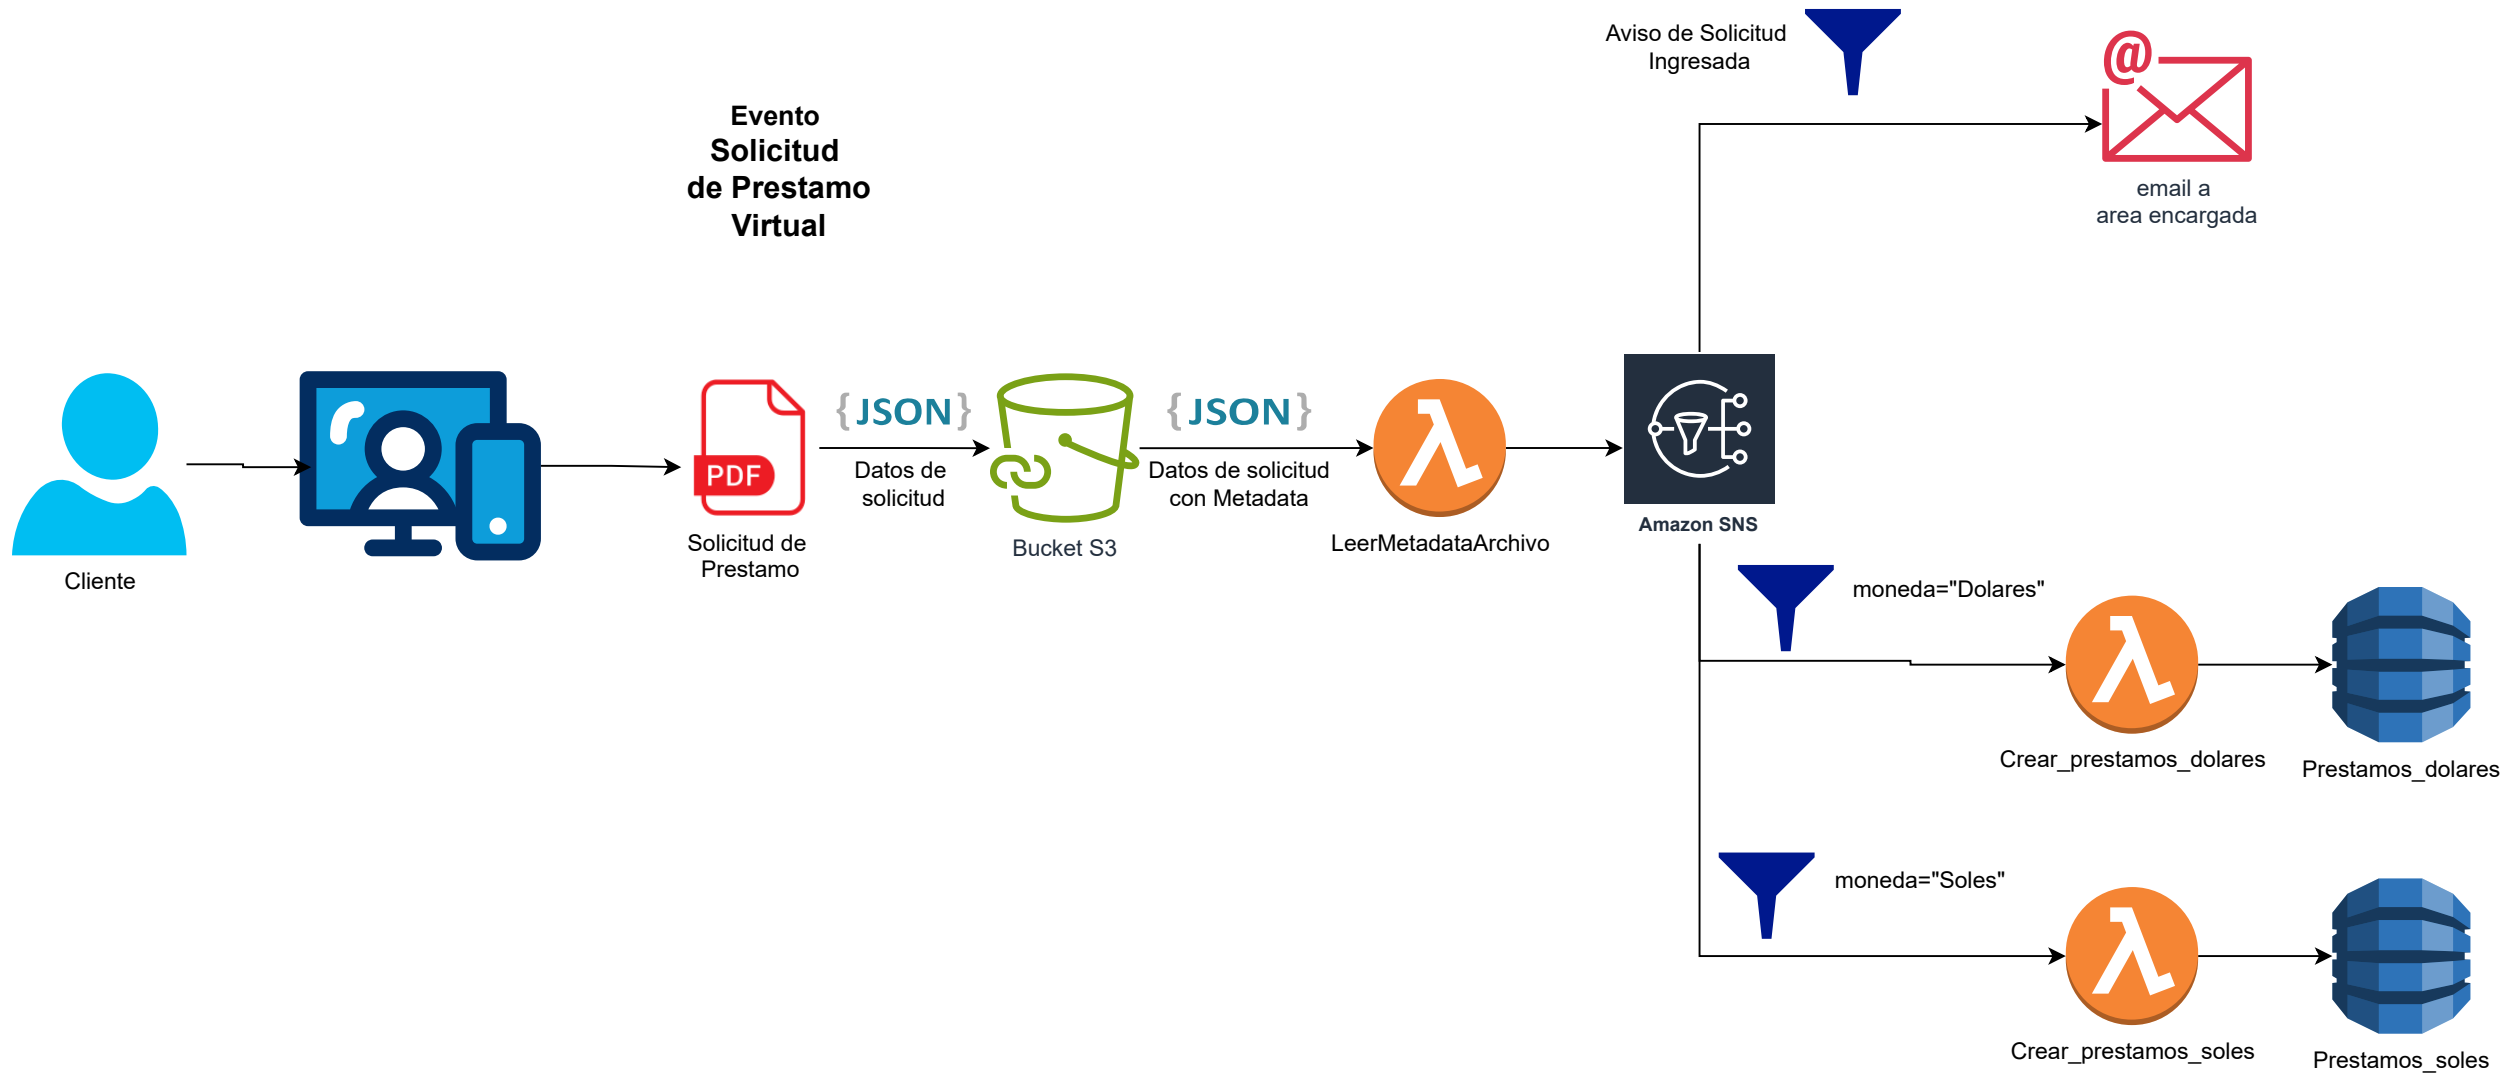 Aviso de Solicitud
Ingresada
@
email a
area encargada
Evento
Solicitud
de Prestamo
Virtual
Cliente
PDF
Solicitud de
Prestamo
{JSON}
Datos de
solicitud
Bucket S3
{JSON}
Datos de solicitud
con Metadata
LeerMetadataArchivo
Amazon SNS
moneda="Dolares"
Crear_prestamos_dolares
Prestamos_dolares
moneda="Soles"
Crear_prestamos_soles
Prestamos_soles